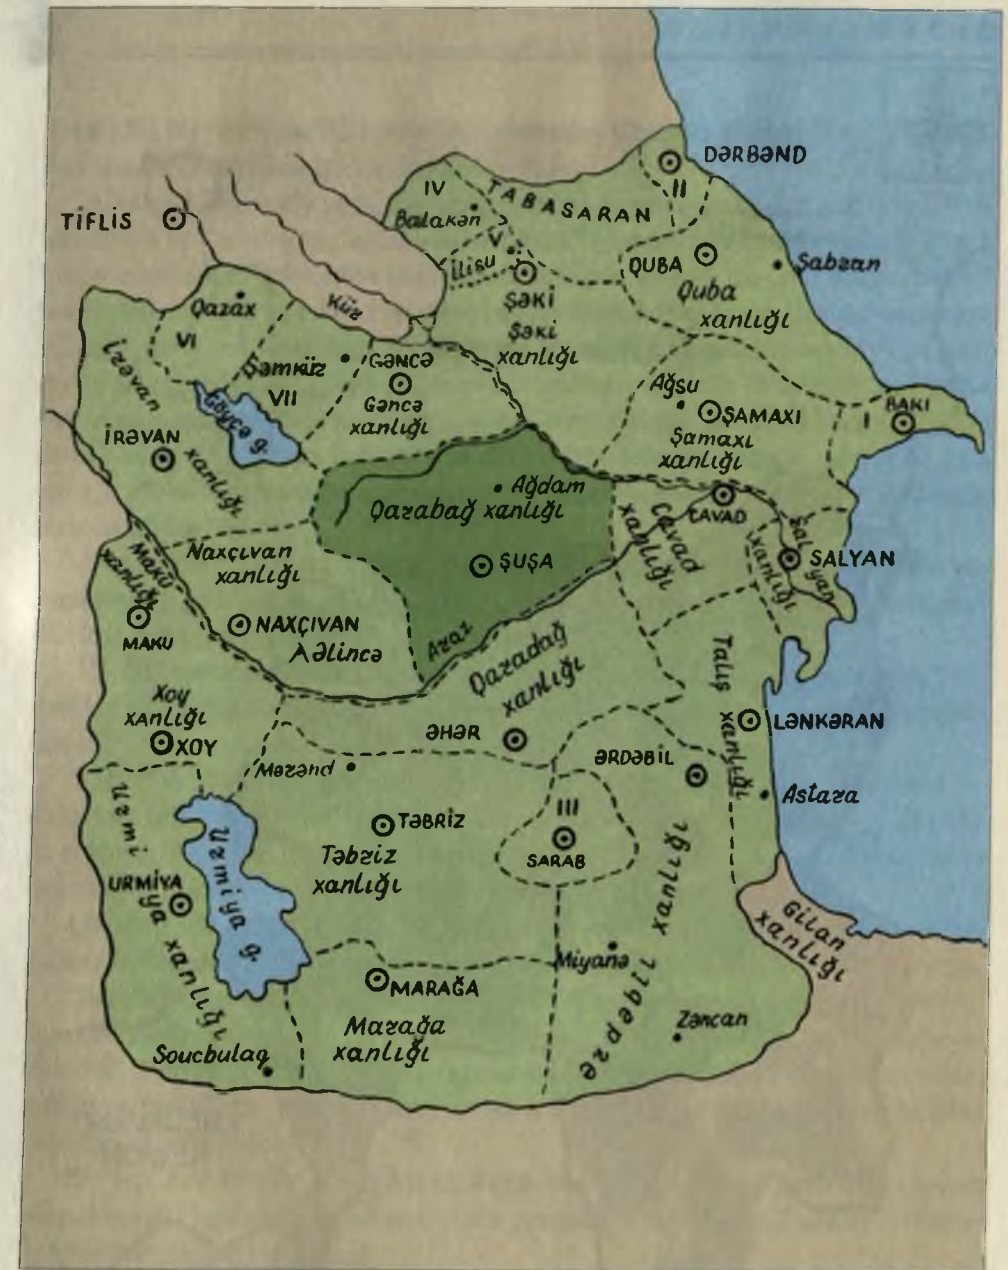 DƏRBƏND
II
IV
TABASARAN
Balakən
TİFLİS
V
İlisu
QUBA
Quba
xanlığı
Şabran
ŞƏKİ
Şəki
xanlığı
Qazax
Kür
VI
Şəmkir
VII
GƏNCƏ
Gəncə
xanlığı
Göyçə g.
İrəvan
xanlığı
İRƏVAN
Ağsu
ŞAMAXI
Şamaxı
xanlığı
I
BAKI
Ağdam
Qarabağ xanlığı
ŞUŞA
CAVAD
Cavad
xanlığı
Salyan
xanlığı
SALYAN
Naxçıvan
xanlığı
NAXÇIVAN
Əlincə
Maku
xanlığı
MAKU
Araz
Qaradağ
xanlığı
Talış
xanlığı
LƏNKƏRAN
Xoy
xanlığı
XOY
ƏHƏR
ƏRDƏBİL
Mərənd
Astara
TƏBRİZ
Təbriz
xanlığı
III
SARAB
Urmiya
xanlığı
URMİYA
Urmiya g.
Gilan
xanlığı
Miyanə
Ərdəbil xanlığı
MARAĞA
Marağa
xanlığı
Zəncan
Soucbulaq